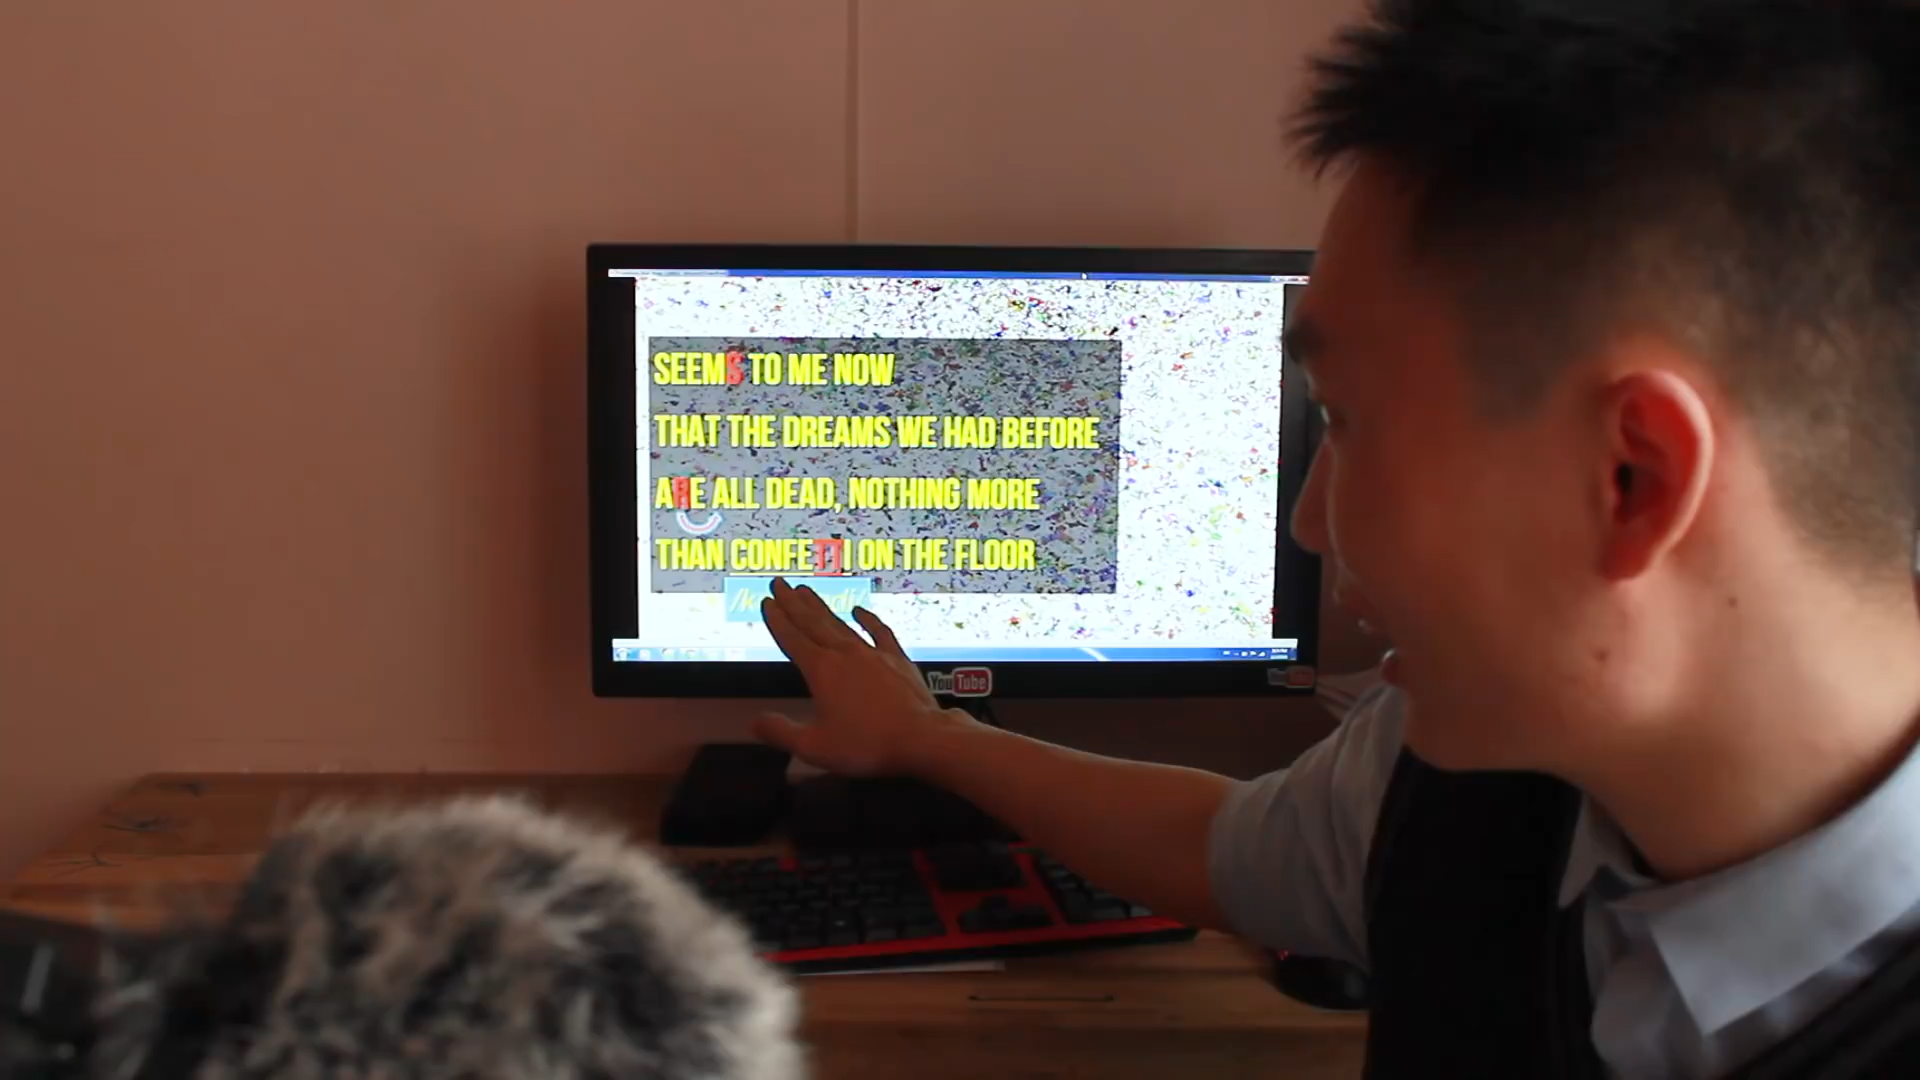 SEEMS TO ME NOW
THAT THE DREAMS WE HAD BEFORE
ARE ALL DEAD, NOTHING MORE
THAN CONFETTI ON THE FLOOR
YouTube